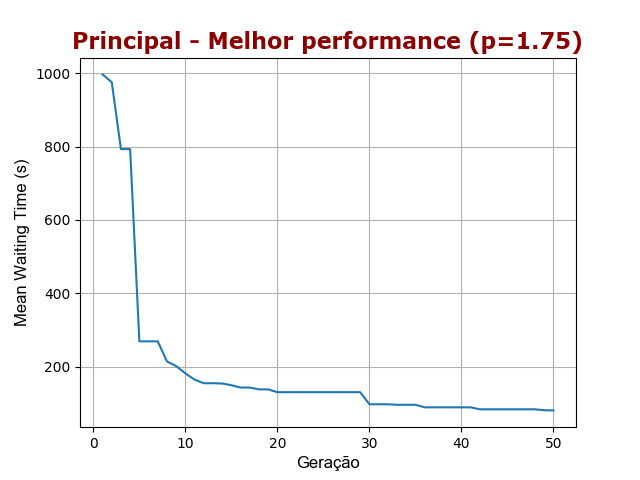 Principal – Melhor performance (p=1.75)
1000
800
600
400
200
Mean Waiting Time (s)
0 10 20 30 40 50
Geração